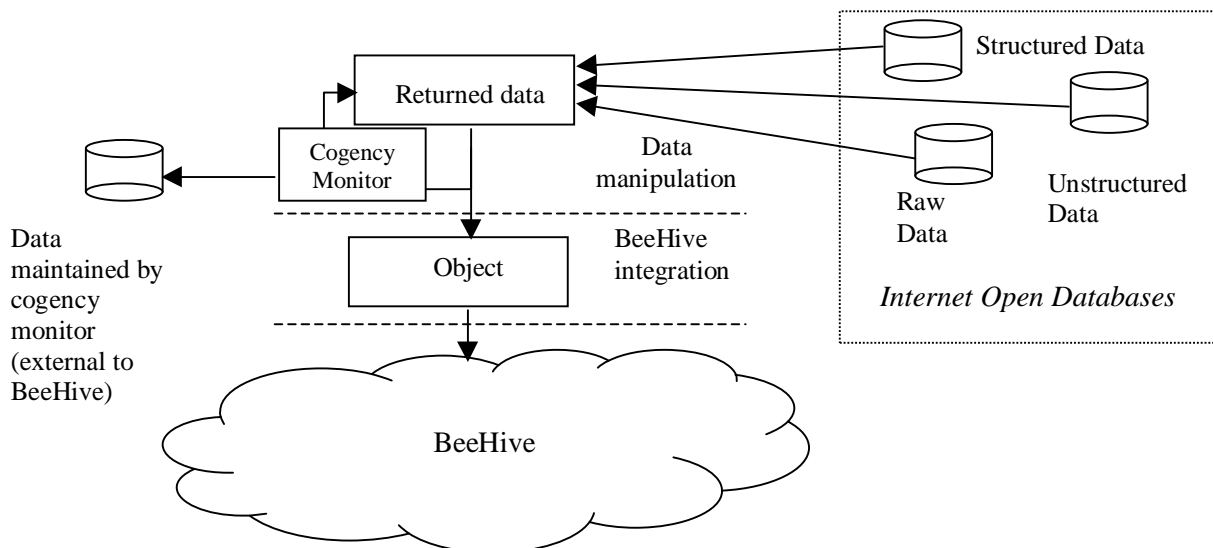 Structured Data
Returned data
Cogency
Monitor
Data
manipulation
Raw
Data
Unstructured
Data
Data
maintained by
cogency
monitor
(external to
BeeHive)
BeeHive
integration
Object
Internet Open Databases
BeeHive